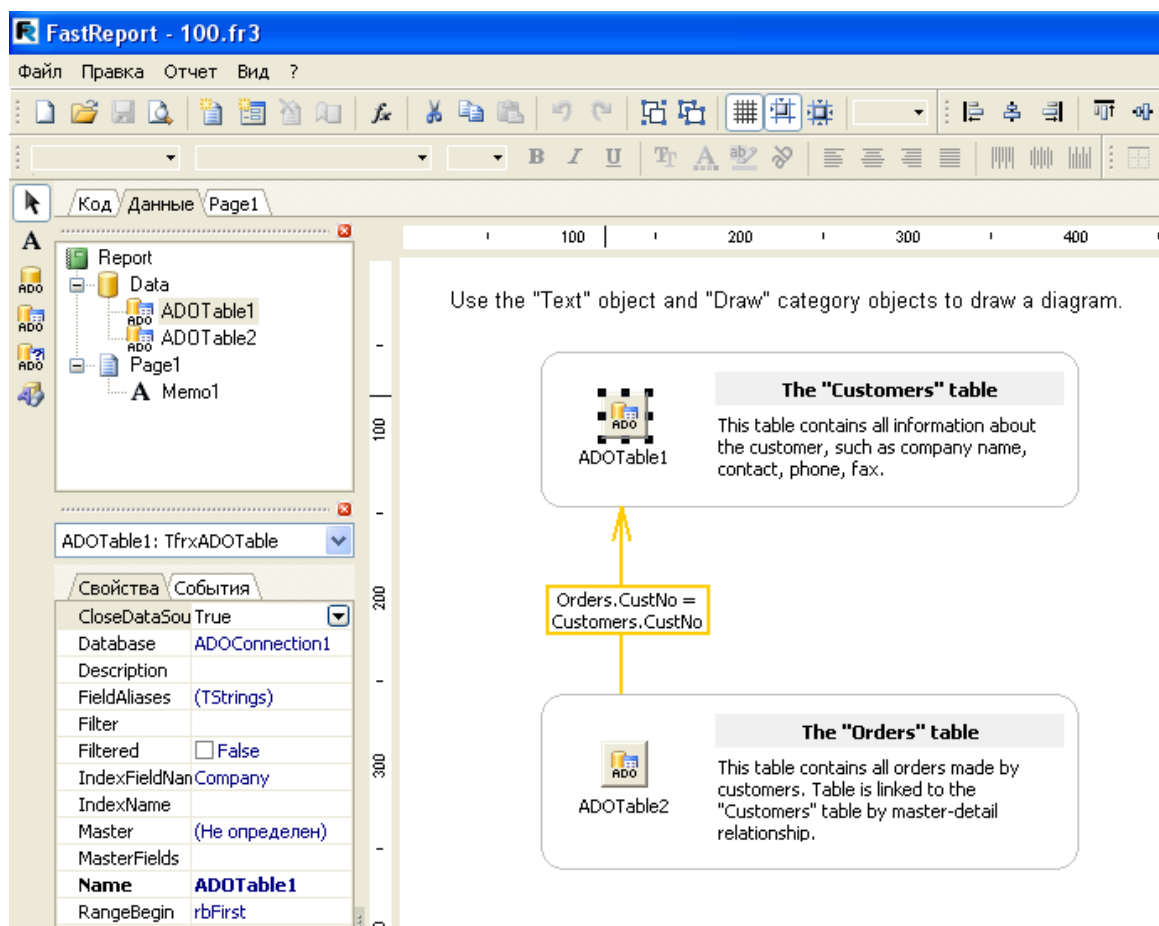 FastReport - 100.fr3
Файл Правка Отчет Вид ?
Код Данные Page1
Report
Data
ADOTable1
ADOTable2
Page1
A Memo1
ADOTable1: TfrxADOTable
Свойства События
CloseDataSou True
Database ADOConnection1
Description
FieldAliases (TStrings)
Filter
Filtered False
IndexFieldNan Company
IndexName
Master (Не определен)
MasterFields
Name ADOTable1
RangeBegin rbFirst
100 200 300 400
100
200
300
Use the "Text" object and "Draw" category objects to draw a diagram.
ADO
ADOTable1
The "Customers" table
This table contains all information about
the customer, such as company name,
contact, phone, fax.
Orders.CustNo =
Customers.CustNo
ADO
ADOTable2
The "Orders" table
This table contains all orders made by
customers. Table is linked to the
"Customers" table by master-detail
relationship.